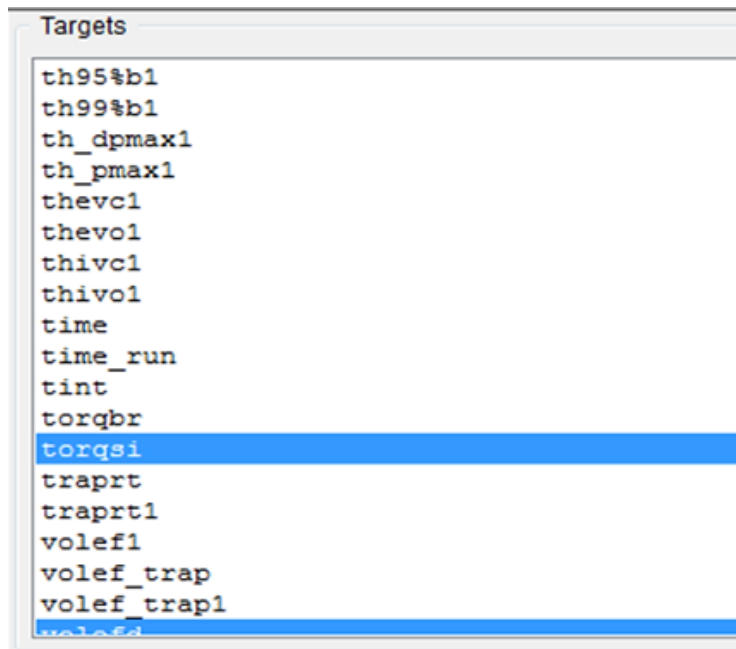 Targets
th95%b1
th99%b1
th_dpmax1
th_pmax1
thevc1
thevo1
thivc1
thivo1
time
time_run
tint
torqbr
torqsi
traprt
traprt1
volef1
volef_trap
volef_trap1
volefd